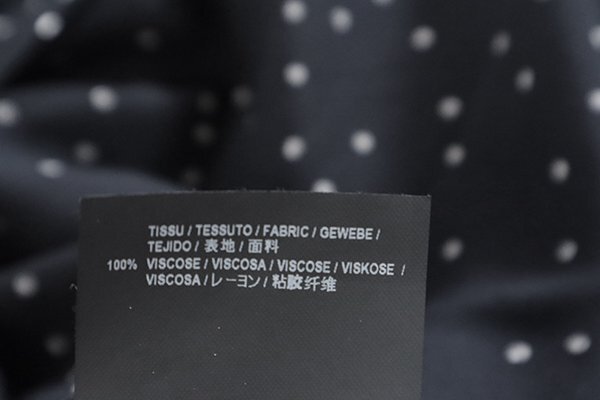 TISSU / TESSUTO / FABRIC / GEWEBE /
TEJIDO / 表地 / 面料
100% VISCOSE / VISCOSA / VISCOSE / VISKOSE /
VISCOSA / レーヨン / 粘胶纤维